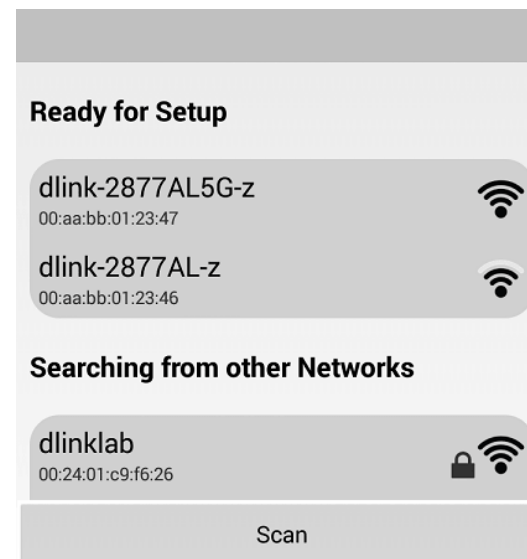 Ready for Setup
dlink-2877AL5G-z
00:aa:bb:01:23:47
dlink-2877AL-z
00:aa:bb:01:23:46
Searching from other Networks
dlinklab
00:24:01:c9:f6:26
Scan